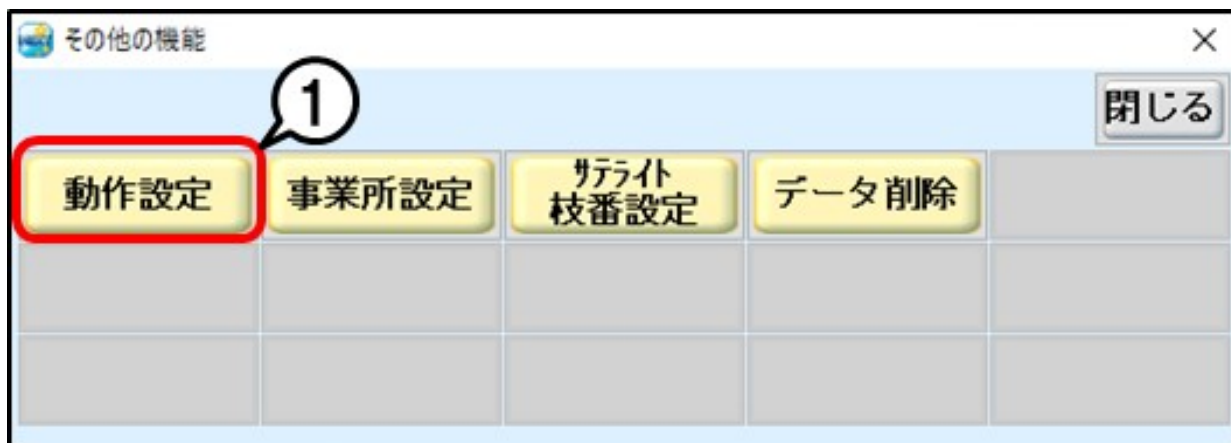 その他の機能
①
閉じる
動作設定
事業所設定
ｻﾃﾗｲﾄ
枝番設定
データ削除